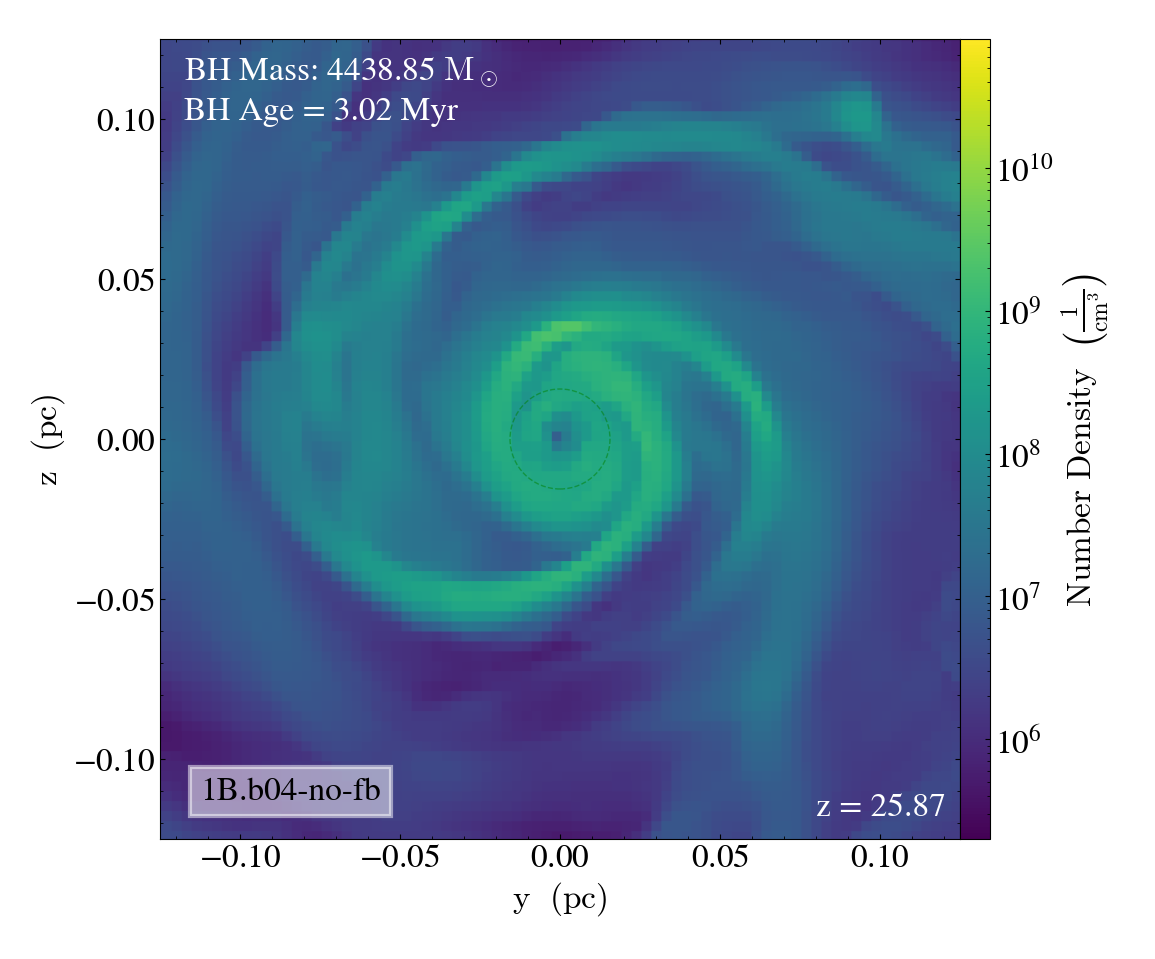 BH Mass: 4438.85 M⊙
BH Age = 3.02 Myr
0.10
0.05
0.00
−0.05
−0.10
z (pc)
1B.b04-no-fb
z = 25.87
−0.10 −0.05 0.00 0.05 0.10
y (pc)
10¹⁰
10⁹
10⁸
10⁷
10⁶
Number Density (1/cm³)